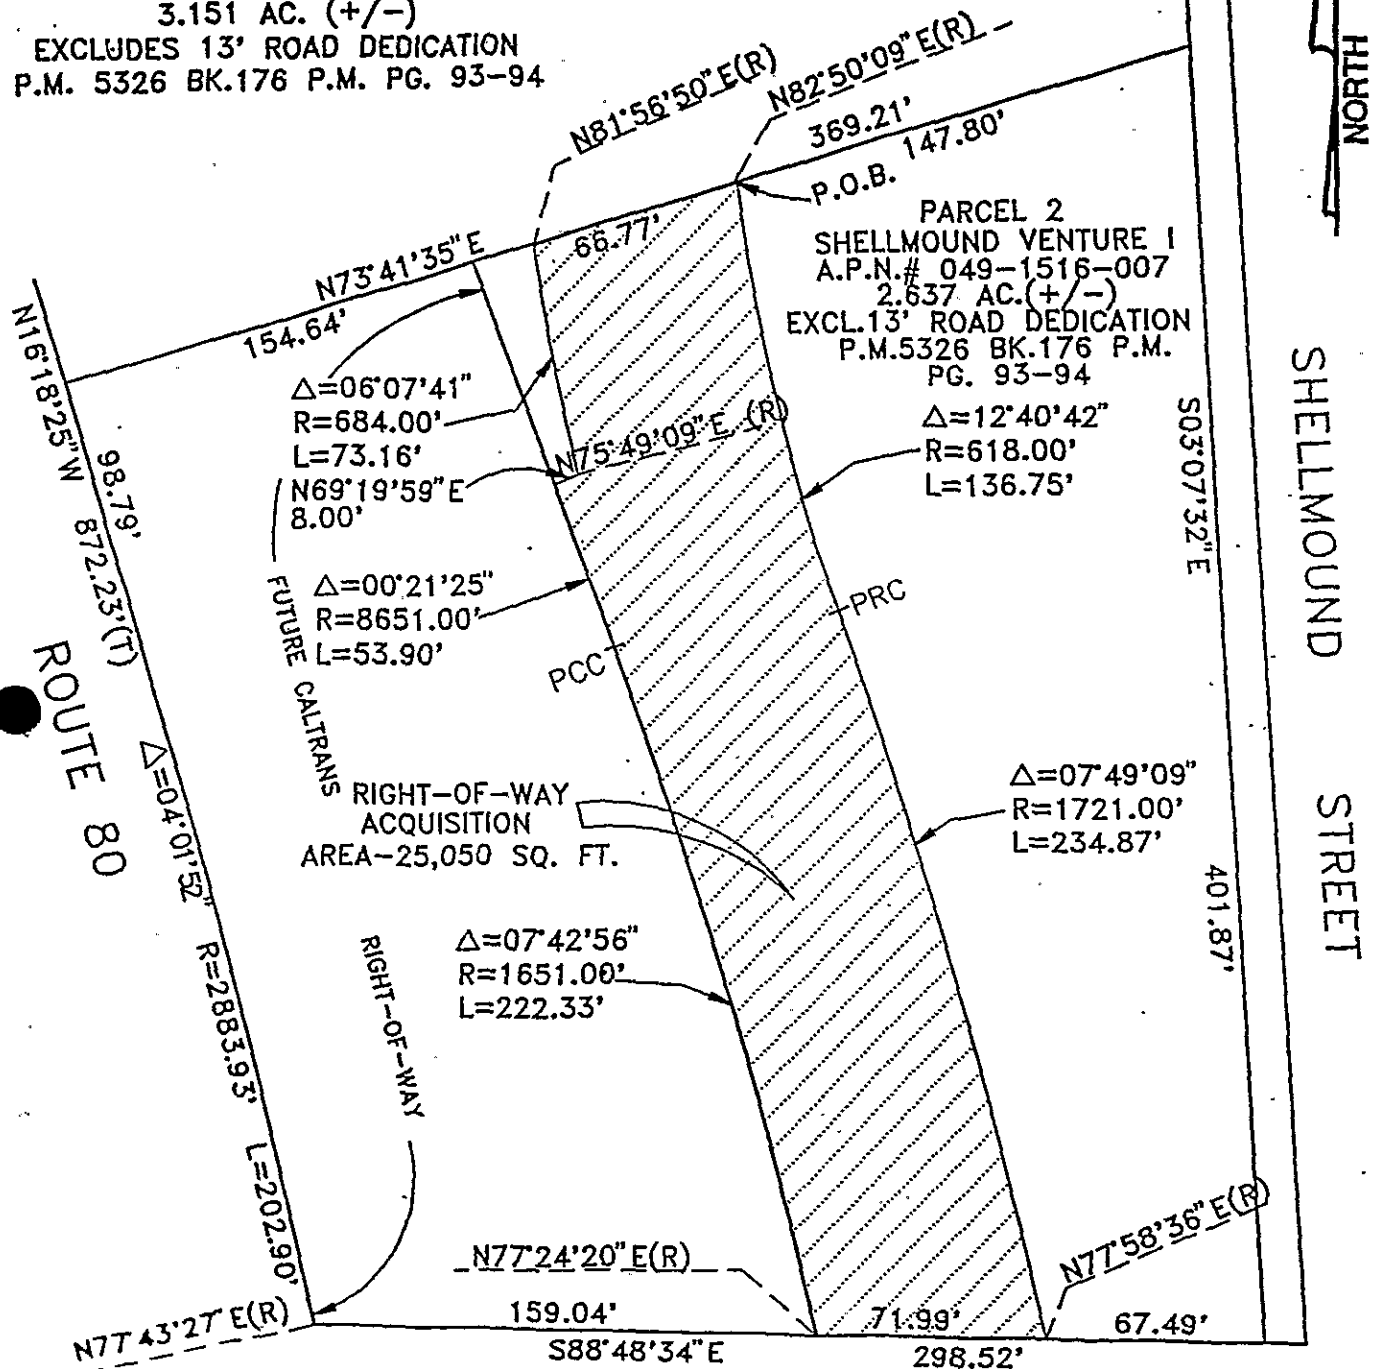 3.151 AC. (+/-)
EXCLUDES 13' ROAD DEDICATION
P.M. 5326 BK.176 P.M. PG. 93-94
NORTH
N81°56'50"E(R)
N82°50'09"E(R)
369.21'
147.80'
P.O.B.
66.77'
N73°41'35"E
154.64'
PARCEL 2
SHELLMOUND VENTURE I
A.P.N.# 049-1516-007
2.637 AC.(+/-)
EXCL.13' ROAD DEDICATION
P.M.5326 BK.176 P.M.
PG. 93-94
Δ=12°40'42"
R=618.00'
L=136.75'
Δ=06°07'41"
R=684.00'
L=73.16'
N75°49'09"E (R)
N69°19'59"E
8.00'
Δ=00°21'25"
R=8651.00'
L=53.90'
PCC
PRC
N16°18'25"W 98.79'
872.23'(T)
ROUTE 80
FUTURE CALTRANS
RIGHT-OF-WAY
RIGHT-OF-WAY
ACQUISITION
AREA-25,050 SQ. FT.
Δ=07°49'09"
R=1721.00'
L=234.87'
Δ=07°42'56"
R=1651.00'
L=222.33'
Δ=04°01'52" R=2883.93' L=202.90'
S03°07'32"E
401.87'
SHELLMOUND STREET
N77°24'20"E(R)
N77°58'36"E(R)
N77°43'27"E(R)
159.04'
71.99'
67.49'
S88°48'34"E
298.52'